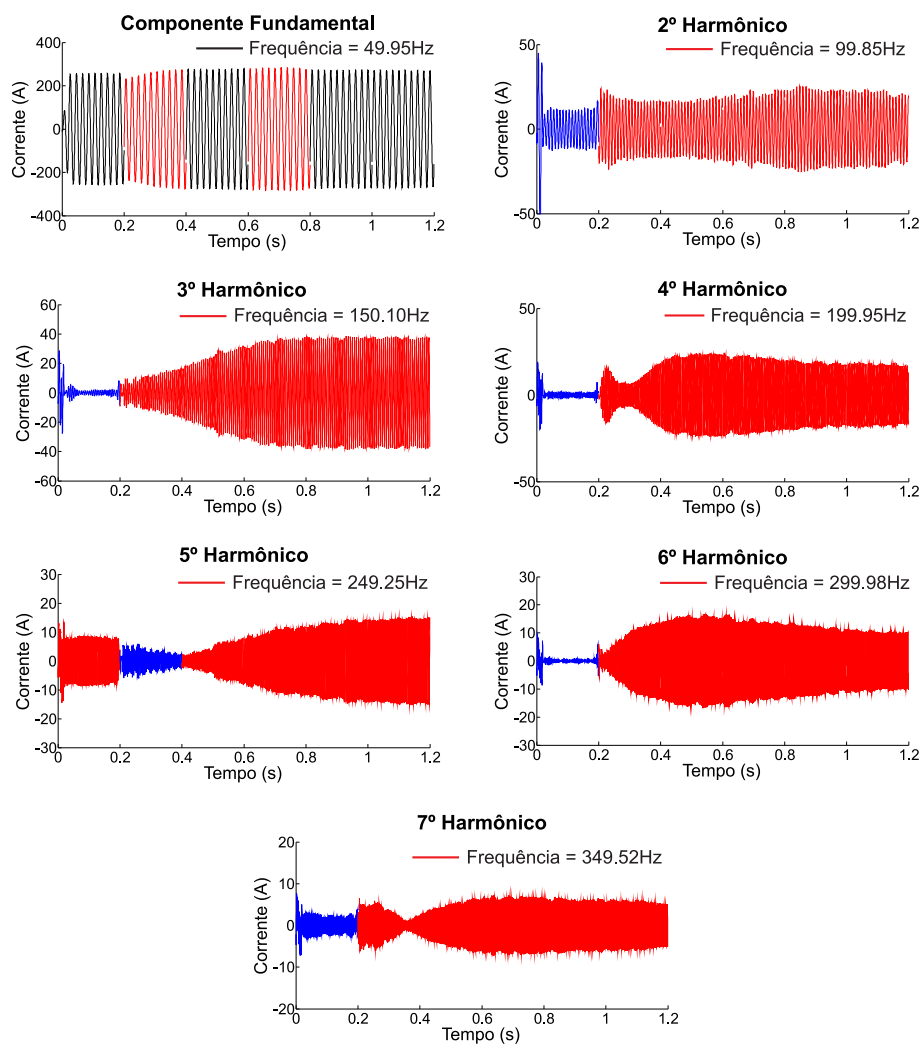 Componente Fundamental
Frequência = 49.95Hz
Corrente (A)
400
200
0
-200
-400
0 0.2 0.4 0.6 0.8 1 1.2
Tempo (s)
2º Harmônico
Frequência = 99.85Hz
Corrente (A)
50
0
-50
0 0.2 0.4 0.6 0.8 1 1.2
Tempo (s)
3º Harmônico
Frequência = 150.10Hz
Corrente (A)
60
40
20
0
-20
-40
-60
0 0.2 0.4 0.6 0.8 1 1.2
Tempo (s)
4º Harmônico
Frequência = 199.95Hz
Corrente (A)
50
0
-50
0 0.2 0.4 0.6 0.8 1 1.2
Tempo (s)
5º Harmônico
Frequência = 249.25Hz
Corrente (A)
30
20
10
0
-10
-20
-30
0 0.2 0.4 0.6 0.8 1 1.2
Tempo (s)
6º Harmônico
Frequência = 299.98Hz
Corrente (A)
30
20
10
0
-10
-20
-30
0 0.2 0.4 0.6 0.8 1 1.2
Tempo (s)
7º Harmônico
Frequência = 349.52Hz
Corrente (A)
20
10
0
-10
-20
0 0.2 0.4 0.6 0.8 1 1.2
Tempo (s)